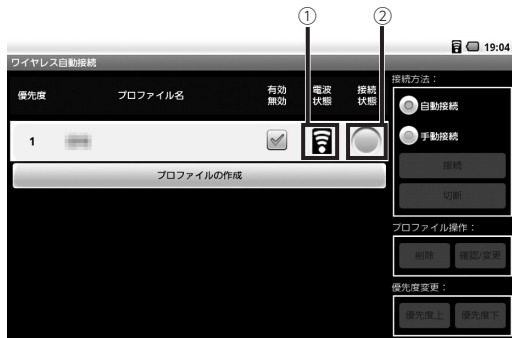 ① ②
19:04
ワイヤレス自動接続
優先度 プロファイル名 有効無効 電波状態 接続状態
1
プロファイルの作成
接続方法：
自動接続
手動接続
接続
切断
プロファイル操作：
削除 確認/変更
優先度変更：
優先度上 優先度下